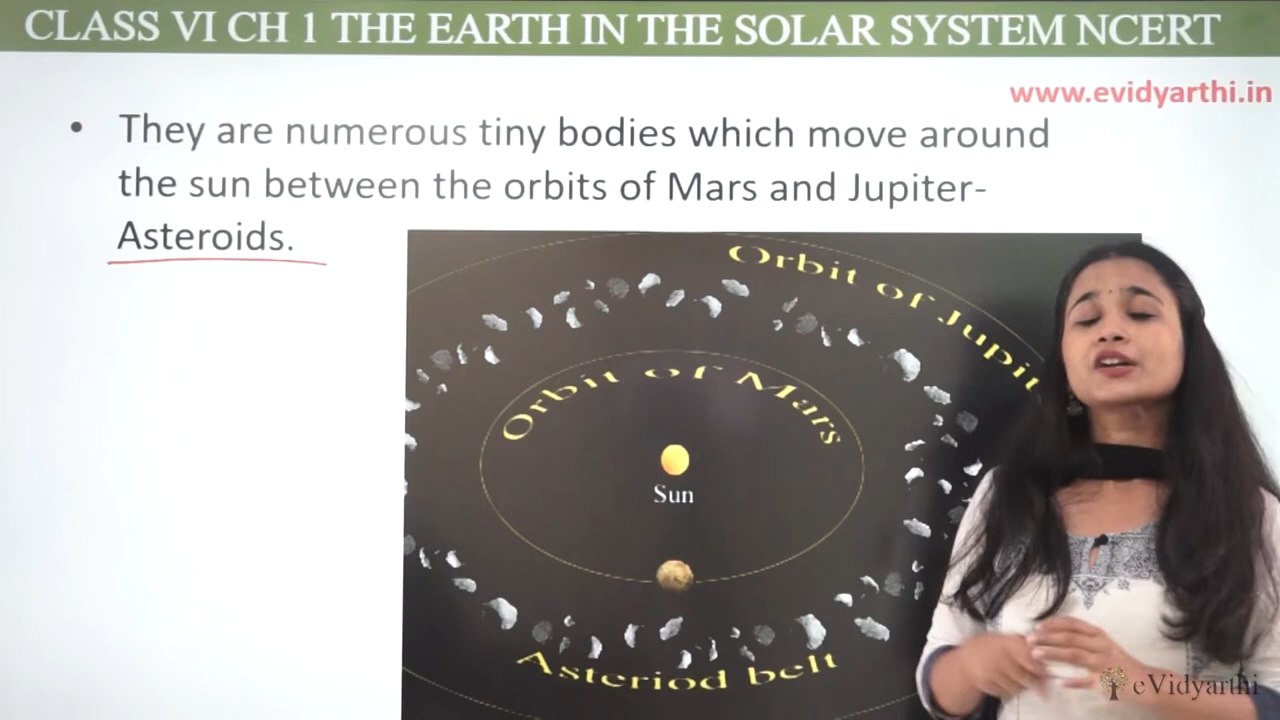 CLASS VI CH 1 THE EARTH IN THE SOLAR SYSTEM NCERT
www.evidyarthi.in
• They are numerous tiny bodies which move around
the sun between the orbits of Mars and Jupiter-
Asteroids.
Orbit of Jupit
Orbit of Mars
Sun
Asteriod belt
eVidyarthi